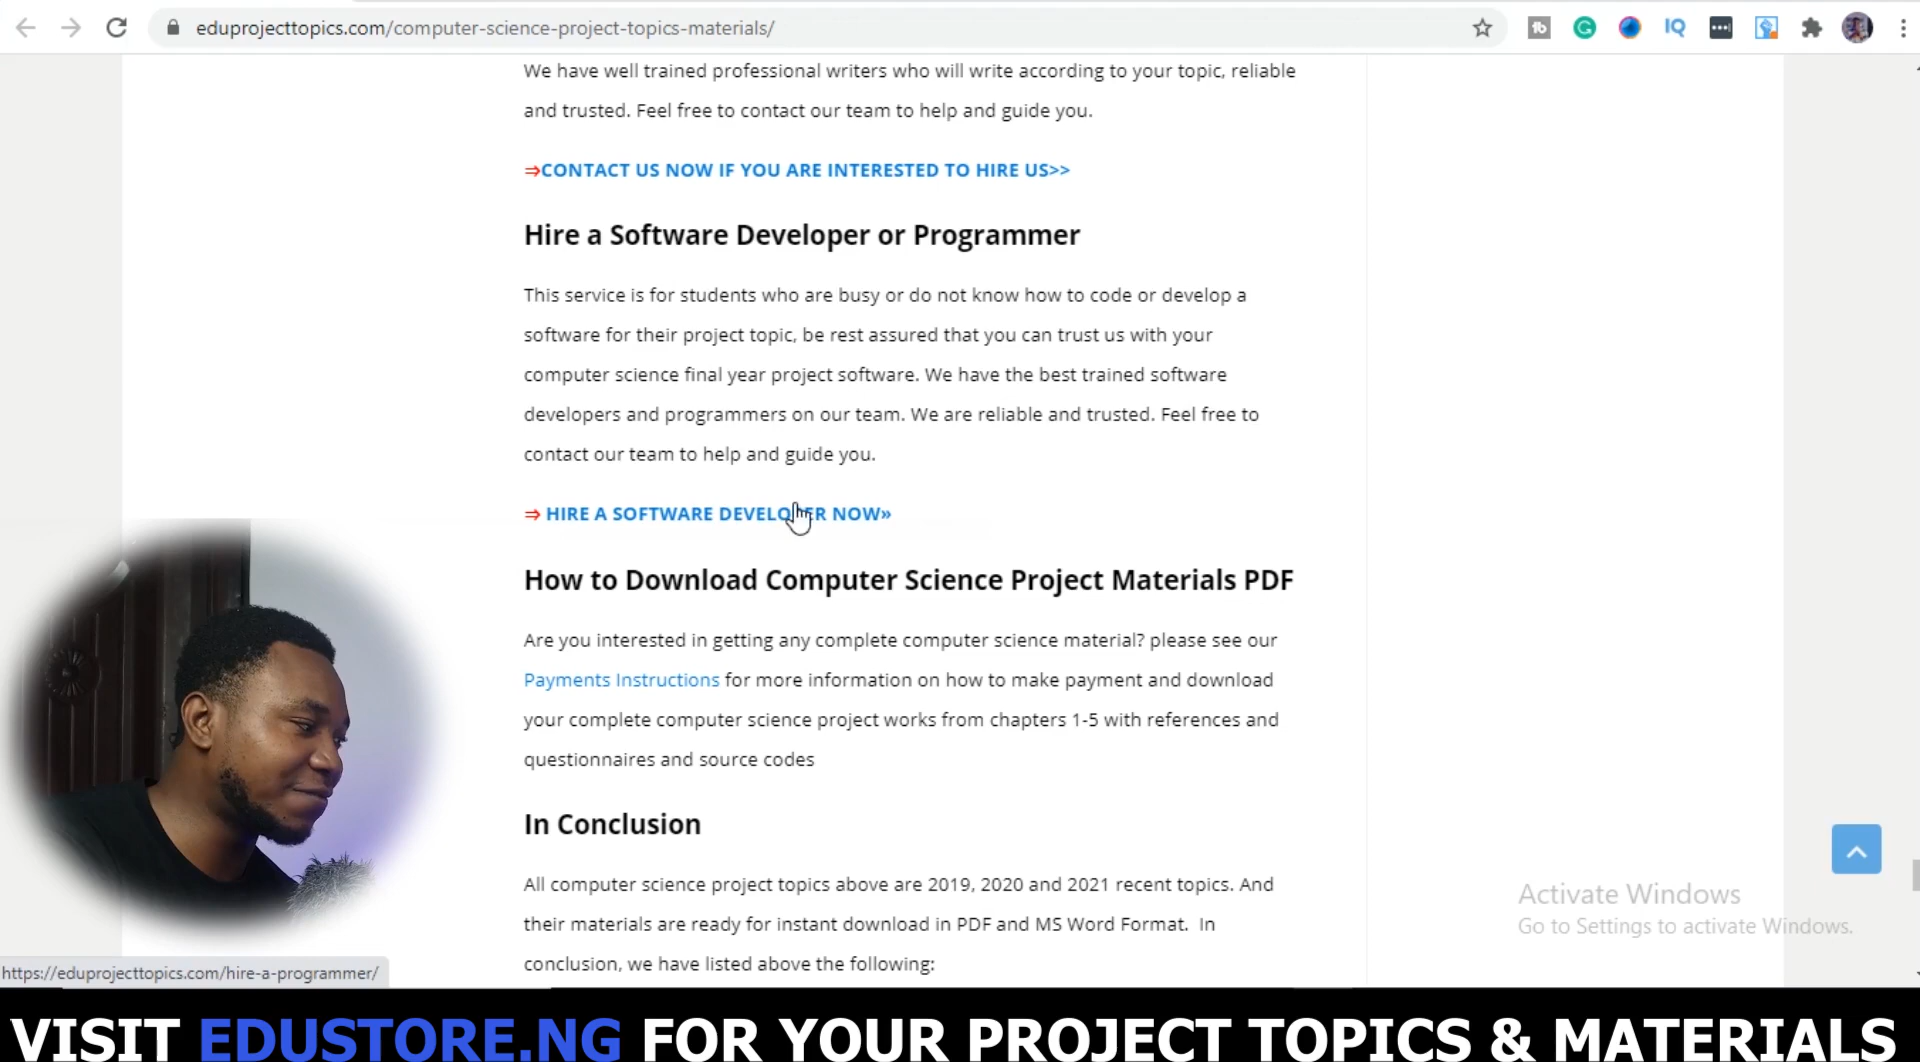 eduprojecttopics.com/computer-science-project-topics-materials/
We have well trained professional writers who will write according to your topic, reliable
and trusted. Feel free to contact our team to help and guide you.
⇒CONTACT US NOW IF YOU ARE INTERESTED TO HIRE US>>
Hire a Software Developer or Programmer
This service is for students who are busy or do not know how to code or develop a
software for their project topic, be rest assured that you can trust us with your
computer science final year project software. We have the best trained software
developers and programmers on our team. We are reliable and trusted. Feel free to
contact our team to help and guide you.
⇒ HIRE A SOFTWARE DEVELOPER NOW»
How to Download Computer Science Project Materials PDF
Are you interested in getting any complete computer science material? please see our
Payments Instructions for more information on how to make payment and download
your complete computer science project works from chapters 1-5 with references and
questionnaires and source codes
In Conclusion
All computer science project topics above are 2019, 2020 and 2021 recent topics. And
their materials are ready for instant download in PDF and MS Word Format. In
conclusion, we have listed above the following:
Activate Windows
Go to Settings to activate Windows.
https://eduprojecttopics.com/hire-a-programmer/
VISIT EDUSTORE.NG FOR YOUR PROJECT TOPICS & MATERIALS